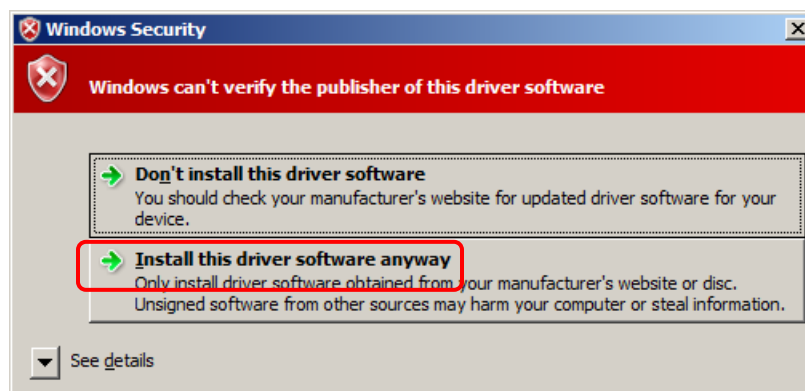 Windows Security
Windows can't verify the publisher of this driver software
Don't install this driver software
You should check your manufacturer's website for updated driver software for your
device.
Install this driver software anyway
Only install driver software obtained from your manufacturer's website or disc.
Unsigned software from other sources may harm your computer or steal information.
See details